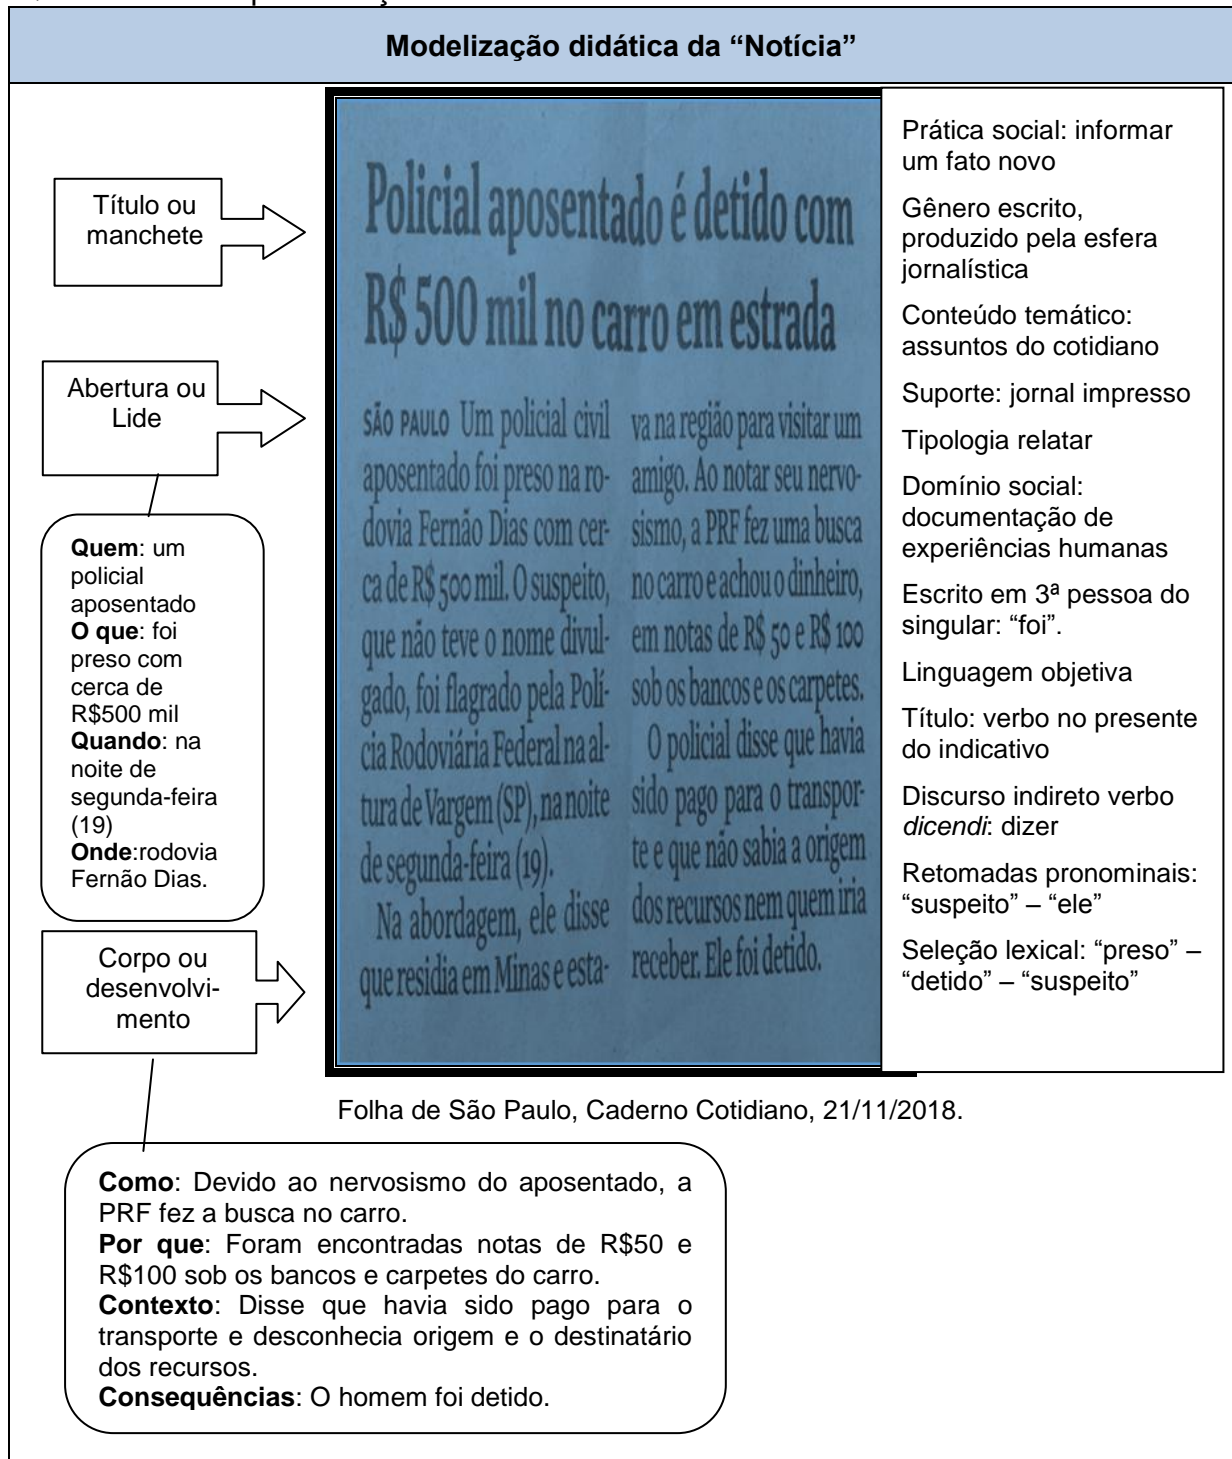 Modelização didática da “Notícia”
Título ou
manchete
Abertura ou
Lide
Quem: um
policial
aposentado
O que: foi
preso com
cerca de
R$500 mil
Quando: na
noite de
segunda-feira
(19)
Onde:rodovia
Fernão Dias.
Corpo ou
desenvolvi-
mento
Policial aposentado é detido com
R$ 500 mil no carro em estrada
SÃO PAULO Um policial civil
aposentado foi preso na ro-
dovia Fernão Dias com cer-
ca de R$ 500 mil. O suspeito,
que não teve o nome divul-
gado, foi flagrado pela Polí-
cia Rodoviária Federal na al-
tura de Vargem (SP), na noite
de segunda-feira (19).
Na abordagem, ele disse
que residia em Minas e esta-
va na região para visitar um
amigo. Ao notar seu nervo-
sismo, a PRF fez uma busca
no carro e achou o dinheiro,
em notas de R$ 50 e R$ 100
sob os bancos e os carpetes.
O policial disse que havia
sido pago para o transpor-
te e que não sabia a origem
dos recursos nem quem iria
receber. Ele foi detido.
Prática social: informar
um fato novo
Gênero escrito,
produzido pela esfera
jornalística
Conteúdo temático:
assuntos do cotidiano
Suporte: jornal impresso
Tipologia relatar
Domínio social:
documentação de
experiências humanas
Escrito em 3ª pessoa do
singular: “foi”.
Linguagem objetiva
Título: verbo no presente
do indicativo
Discurso indireto verbo
dicendi: dizer
Retomadas pronominais:
“suspeito” – “ele”
Seleção lexical: “preso” –
“detido” – “suspeito”
Folha de São Paulo, Caderno Cotidiano, 21/11/2018.
Como: Devido ao nervosismo do aposentado, a
PRF fez a busca no carro.
Por que: Foram encontradas notas de R$50 e
R$100 sob os bancos e carpetes do carro.
Contexto: Disse que havia sido pago para o
transporte e desconhecia origem e o destinatário
dos recursos.
Consequências: O homem foi detido.